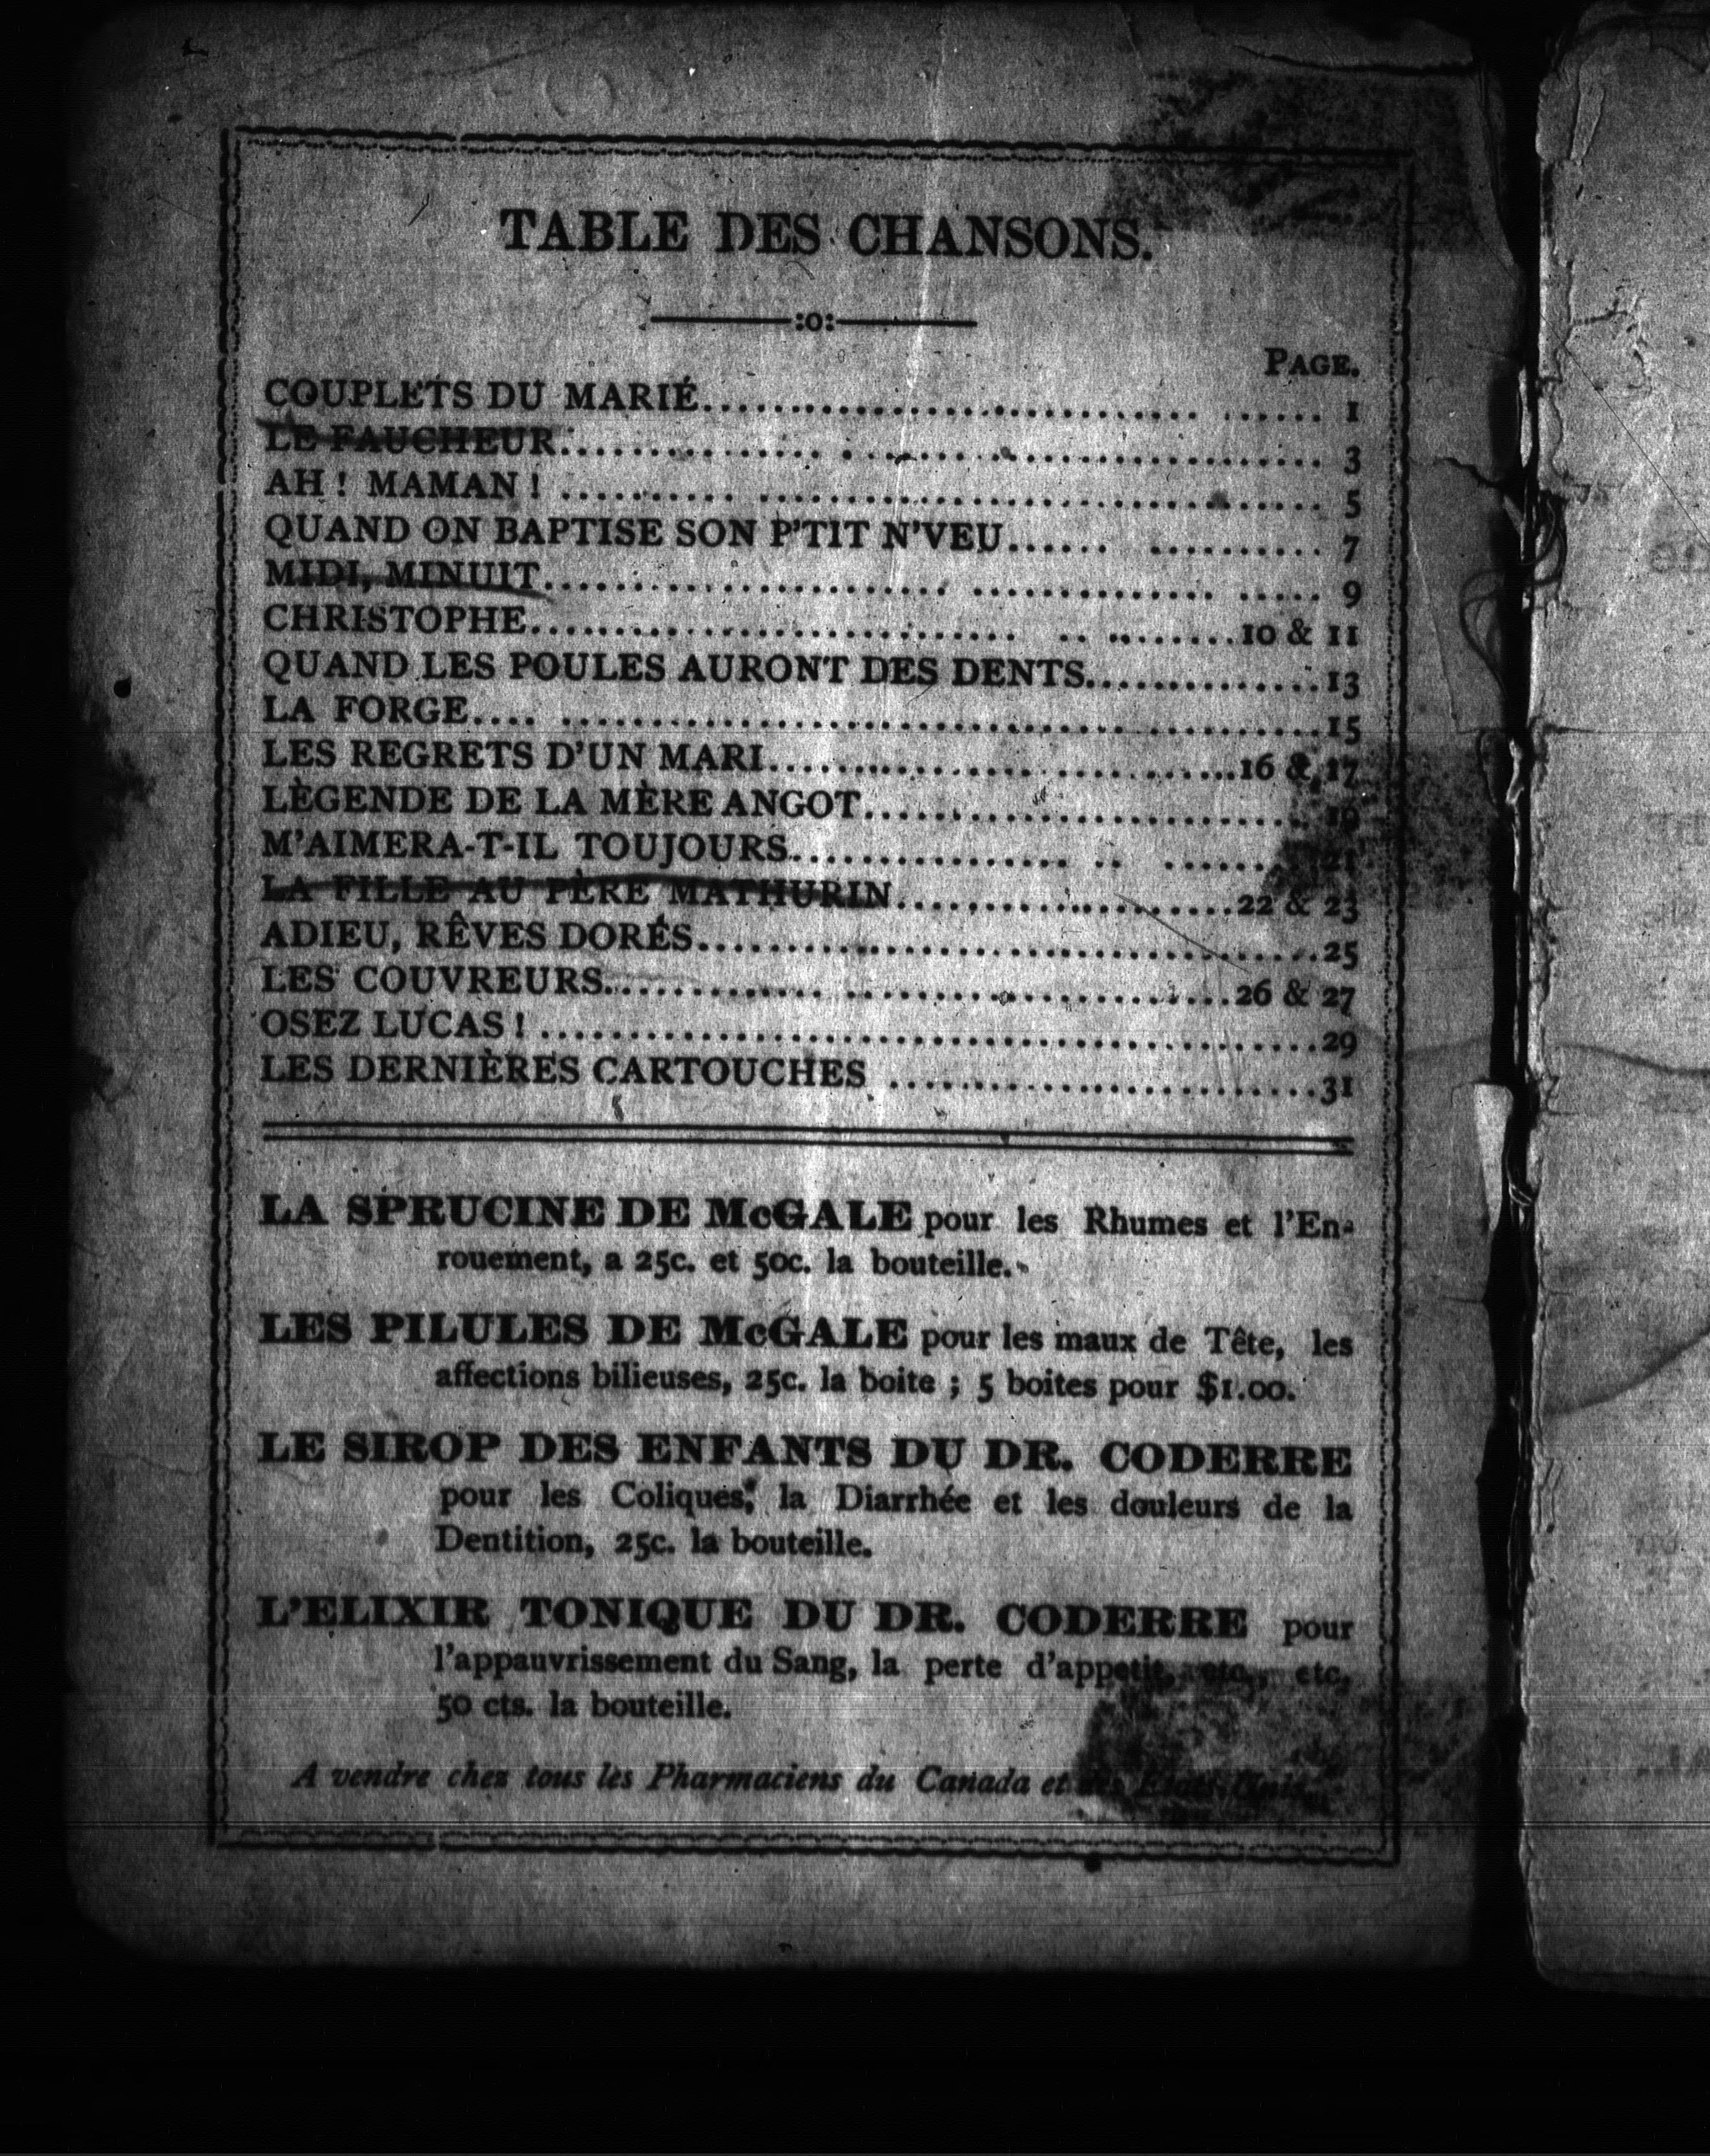 TABLE DES CHANSONS.
:o:
PAGE.
COUPLETS DU MARIÉ........................................ 1
LE FAUCHEUR........................................ 3
AH ! MAMAN ! ........................................ 5
QUAND ON BAPTISE SON P'TIT N'VEU...... .......... 7
MIDI, MINUIT........................................ 9
CHRISTOPHE........................................10 & 11
QUAND LES POULES AURONT DES DENTS..............13
LA FORGE.... ........................................15
LES REGRETS D'UN MARI..............................16 & 17
LÈGENDE DE LA MÈRE ANGOT.............................. 19
M'AIMERA-T-IL TOUJOURS.............................. 21
LA FILLE AU PÈRE MATHURIN....................22 & 23
ADIEU, RÊVES DORÉS..............................25
LES COUVREURS..............................26 & 27
OSEZ LUCAS ! ........................................29
LES DERNIÈRES CARTOUCHES ..............................31
LA SPRUCINE DE McGALE pour les Rhumes et l'En-
rouement, a 25c. et 50c. la bouteille.
LES PILULES DE McGALE pour les maux de Tête, les
affections bilieuses, 25c. la boite ; 5 boites pour $1.00.
LE SIROP DES ENFANTS DU DR. CODERRE
pour les Coliques, la Diarrhée et les douleurs de la
Dentition, 25c. la bouteille.
L'ELIXIR TONIQUE DU DR. CODERRE pour
l'appauvrissement du Sang, la perte d'appetit, etc., etc,
50 cts. la bouteille.
A vendre chez tous les Pharmaciens du Canada et des Etats-Unis.